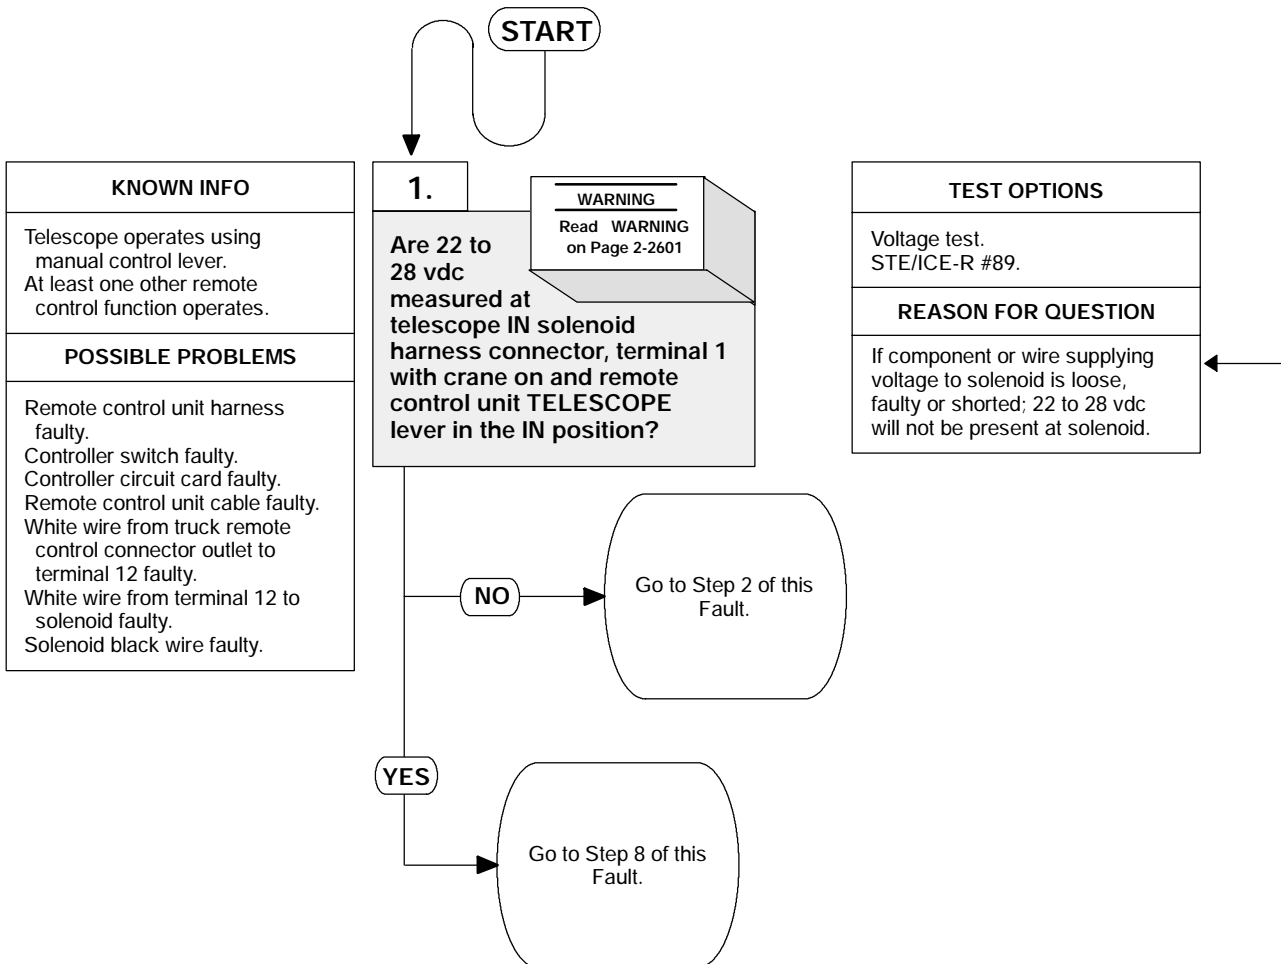 START
KNOWN INFO
Telescope operates using
manual control lever.
At least one other remote
control function operates.
POSSIBLE PROBLEMS
Remote control unit harness
faulty.
Controller switch faulty.
Controller circuit card faulty.
Remote control unit cable faulty.
White wire from truck remote
control connector outlet to
terminal 12 faulty.
White wire from terminal 12 to
solenoid faulty.
Solenoid black wire faulty.
1.
WARNING
Read WARNING
on Page 2-2601
Are 22 to
28 vdc
measured at
telescope IN solenoid
harness connector, terminal 1
with crane on and remote
control unit TELESCOPE
lever in the IN position?
TEST OPTIONS
Voltage test.
STE/ICE-R #89.
REASON FOR QUESTION
If component or wire supplying
voltage to solenoid is loose,
faulty or shorted; 22 to 28 vdc
will not be present at solenoid.
NO
Go to Step 2 of this
Fault.
YES
Go to Step 8 of this
Fault.